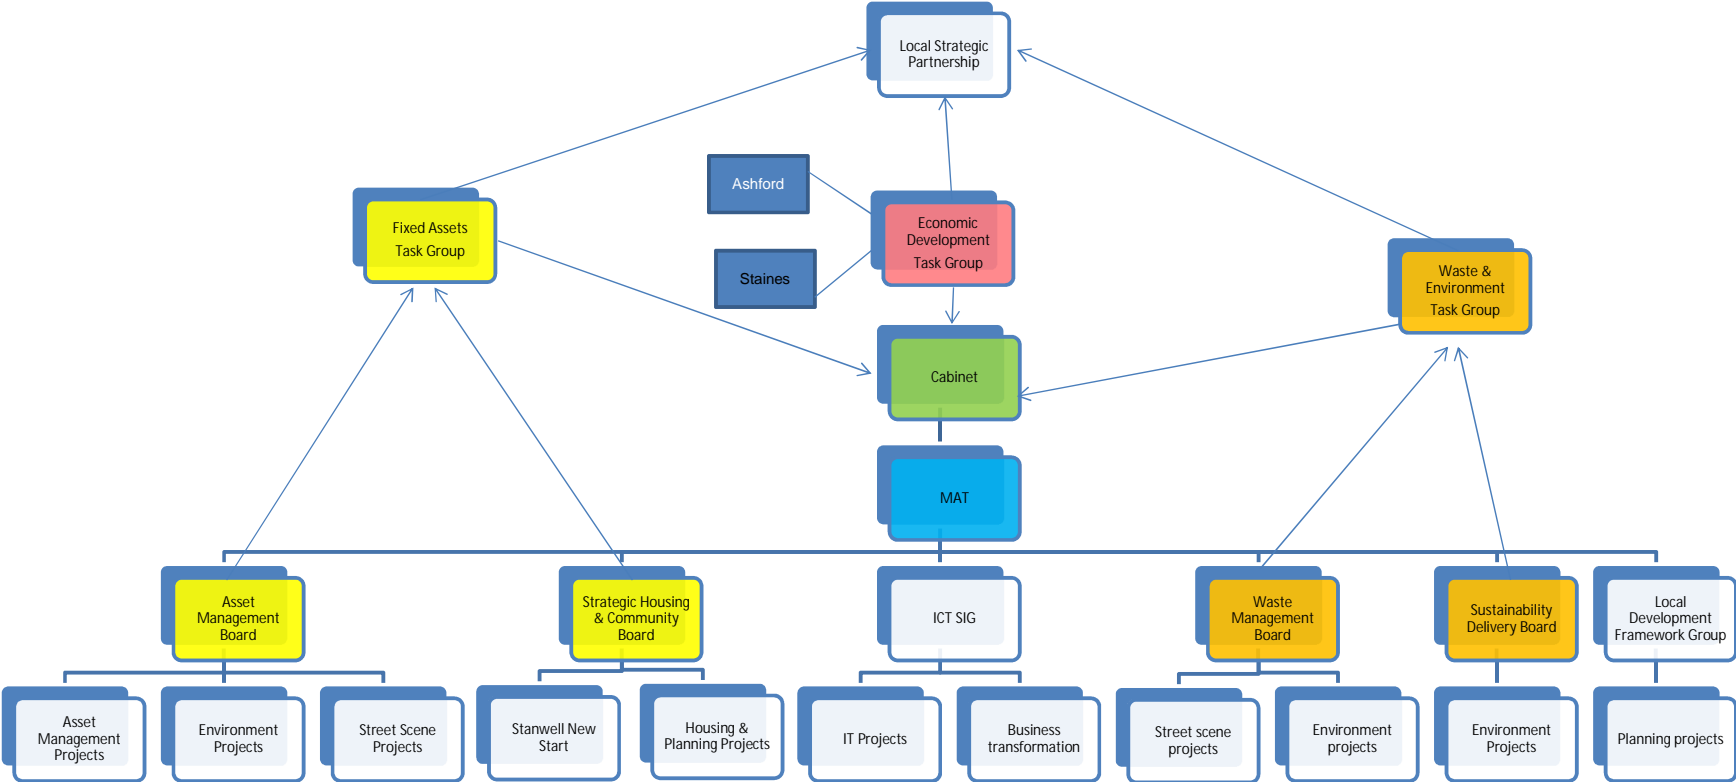 Local Strategic
Partnership
Ashford
Fixed Assets
Task Group
Economic
Development
Task Group
Staines
Waste &
Environment
Task Group
Cabinet
MAT
Asset
Management
Board
Strategic Housing
& Community
Board
ICT SIG
Waste
Management
Board
Sustainability
Delivery Board
Local
Development
Framework Group
Asset
Management
Projects
Environment
Projects
Street Scene
Projects
Stanwell New
Start
Housing &
Planning Projects
IT Projects
Business
transformation
Street scene
projects
Environment
projects
Environment
Projects
Planning projects